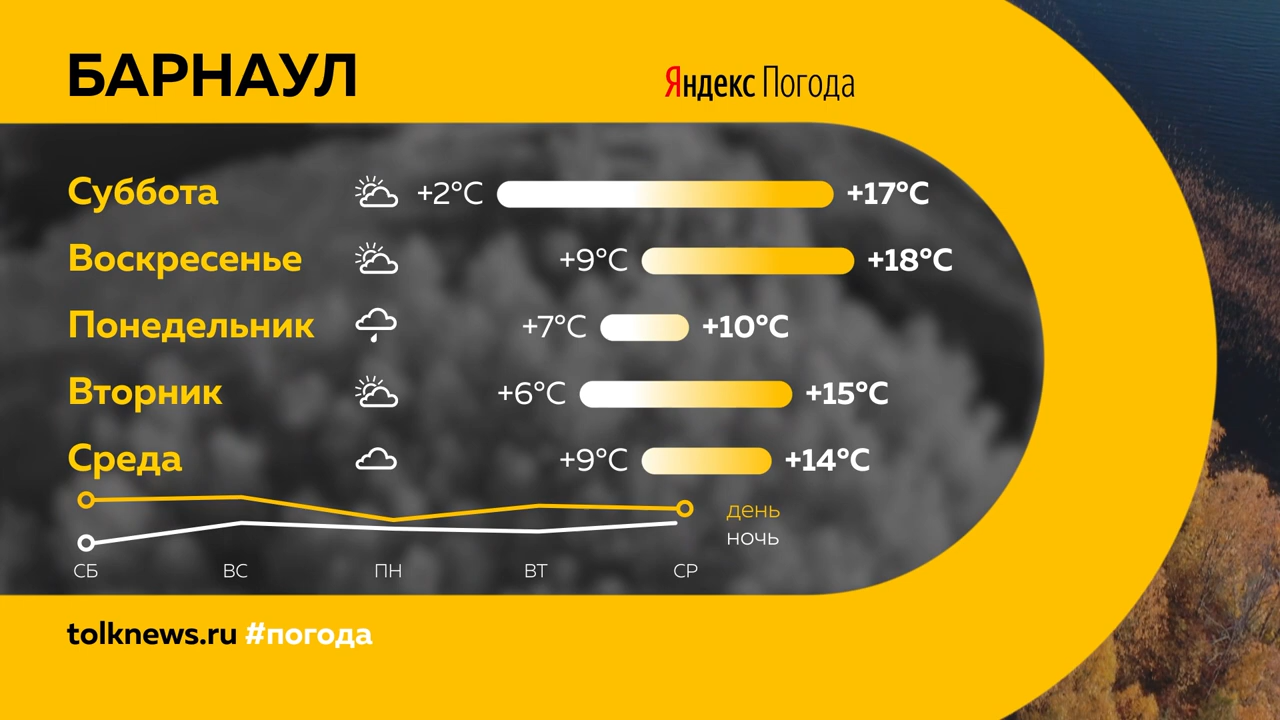 БАРНАУЛ
Яндекс Погода
Суббота +2°C +17°C
Воскресенье +9°C +18°C
Понедельник +7°C +10°C
Вторник +6°C +15°C
Среда +9°C +14°C
день
ночь
СБ ВС ПН ВТ СР
tolknews.ru #погода